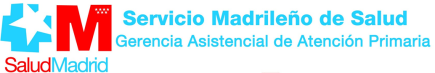 Servicio Madrileño de Salud
Gerencia Asistencial de Atención Primaria
M
SaludMadrid